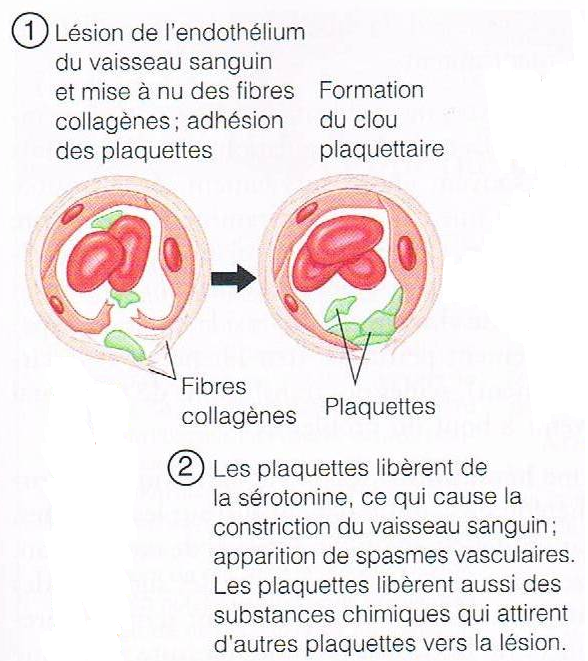 1 Lésion de l'endothélium
du vaisseau sanguin
et mise à nu des fibres
collagènes ; adhésion
des plaquettes
Formation
du clou
plaquettaire
Fibres
collagènes
Plaquettes
2 Les plaquettes libèrent de
la sérotonine, ce qui cause la
constriction du vaisseau sanguin ;
apparition de spasmes vasculaires.
Les plaquettes libèrent aussi des
substances chimiques qui attirent
d'autres plaquettes vers la lésion.